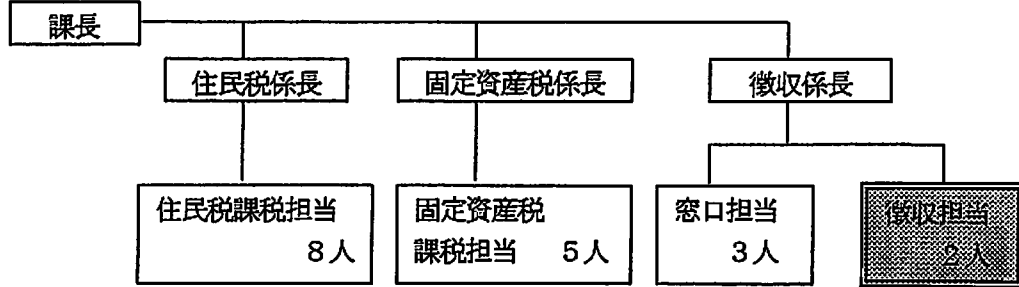 課長
住民税係長
固定資産税係長
徴収係長
住民税課税担当
8人
固定資産税
課税担当 5人
窓口担当
3人
徴収担当
2人